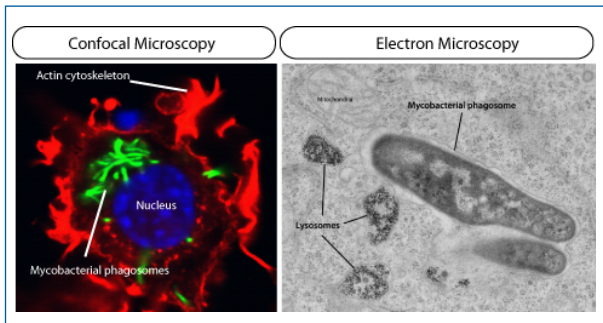 Confocal Microscopy
Electron Microscopy
Actin cytoskeleton
Nucleus
Mycobacterial phagosomes
Mitochondria
Mycobacterial phagosome
Lysosomes